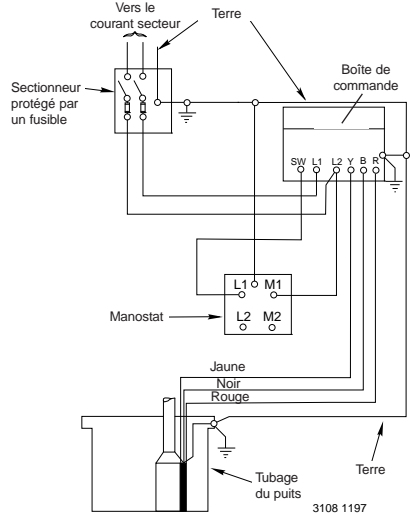 Vers le
courant secteur
Terre
Boîte de
commande
Sectionneur
protégé par
un fusible
SW L1 L2 Y B R
L1 M1
L2 M2
Manostat
Jaune
Noir
Rouge
Tubage
du puits
Terre
3108 1197